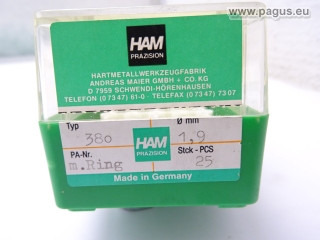 © www.pagus.eu
HAM
PRÄZISION
HARTMETALLWERKZEUGFABRIK
ANDREAS MAIER GMBH + CO. KG
D 7959 SCHWENDI-HÖRENHAUSEN
TELEFON (0 73 47) 61-0 · TELEFAX (0 73 47) 73 07
Typ
Ø mm
380
HAM
PRÄZISION
1,9
PA-Nr.
Stck - PCS
m.Ring
25
Made in Germany